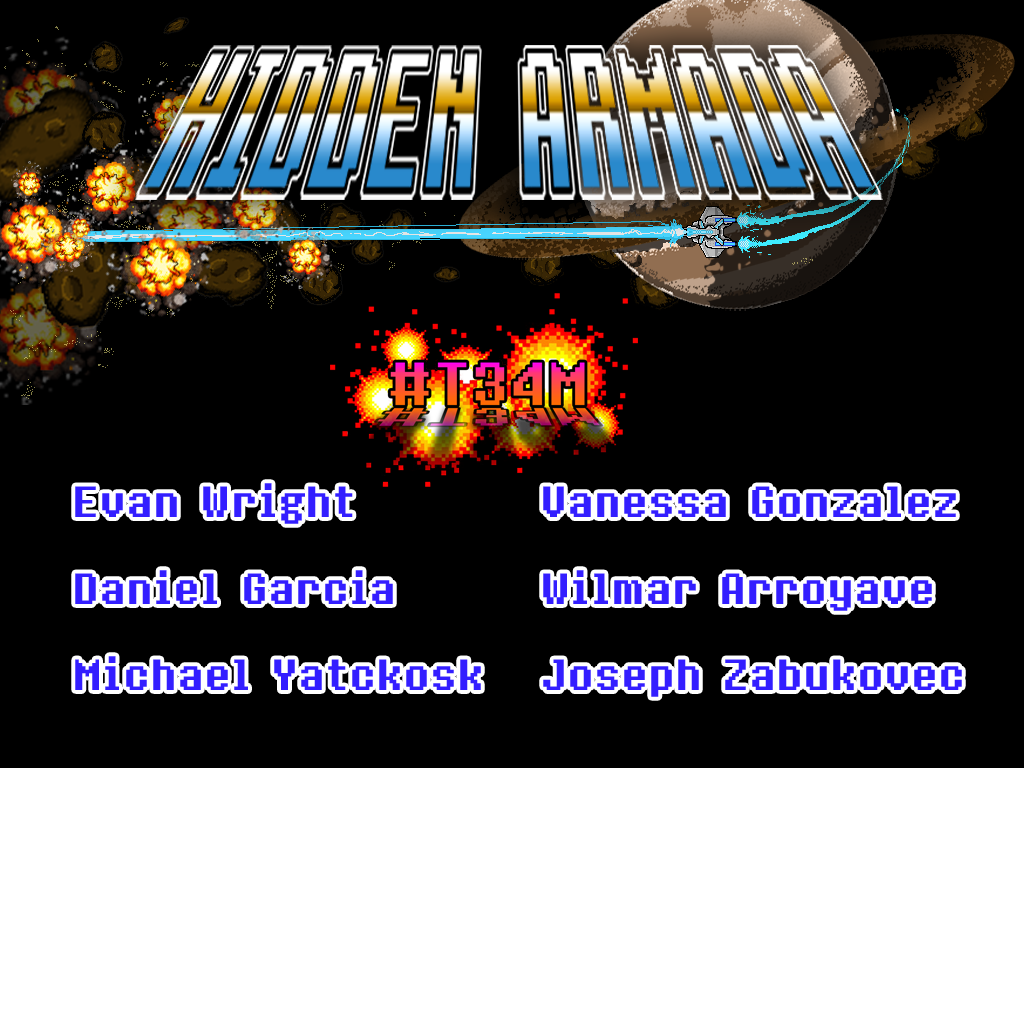 HIDDEN ARMADA
#T34M
Evan Wright
Vanessa Gonzalez
Daniel Garcia
Wilmar Arroyave
Michael Yatckosk
Joseph Zabukovec